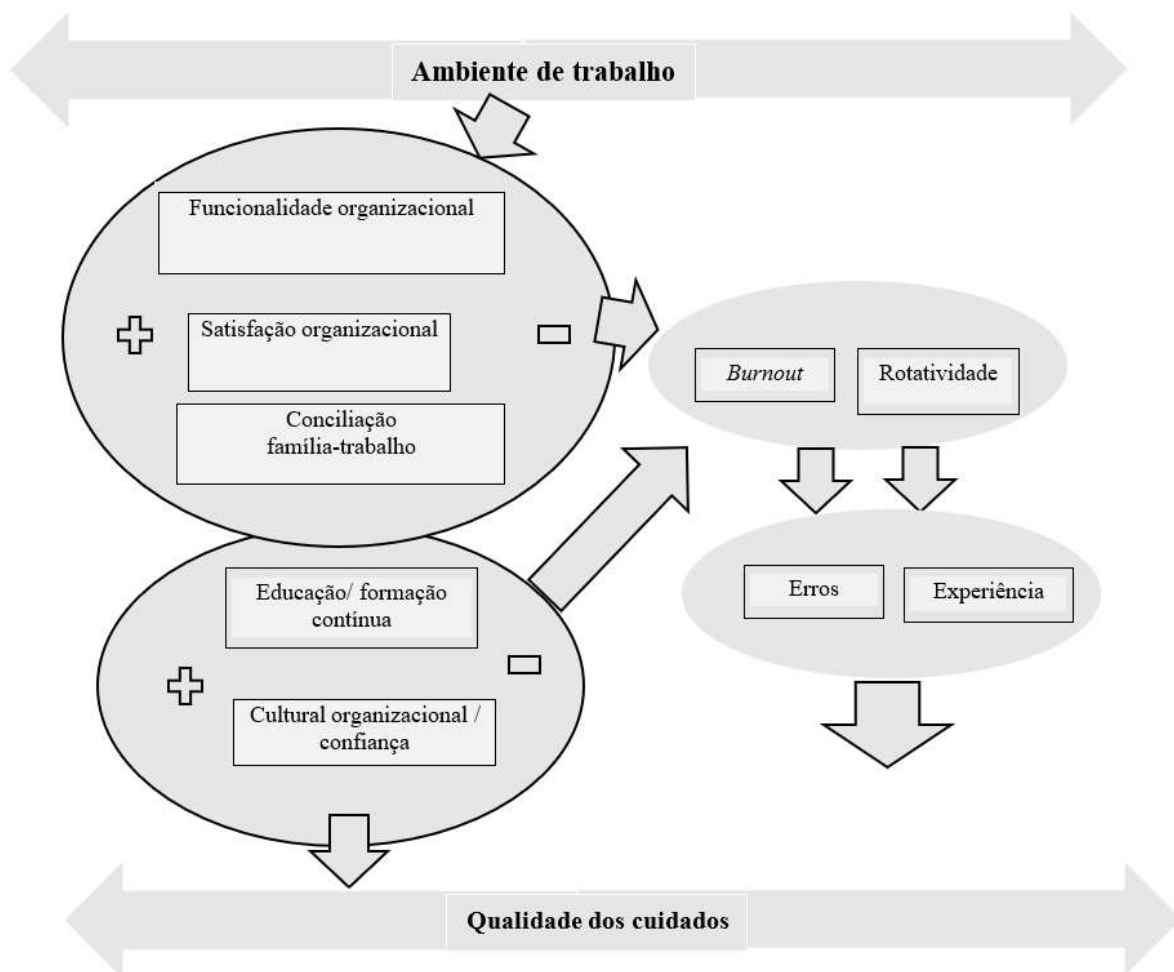 Ambiente de trabalho
Funcionalidade organizacional
Satisfação organizacional
Conciliação
família-trabalho
Burnout
Rotatividade
Educação/ formação
contínua
Erros
Experiência
Cultural organizacional /
confiança
Qualidade dos cuidados